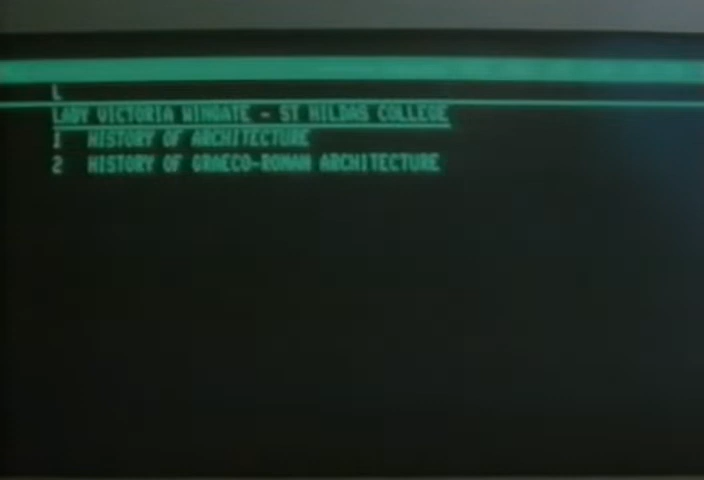 L
LADY VICTORIA WINGATE - ST HILDAS COLLEGE
1 HISTORY OF ARCHITECTURE
2 HISTORY OF GRAECO-ROMAN ARCHITECTURE